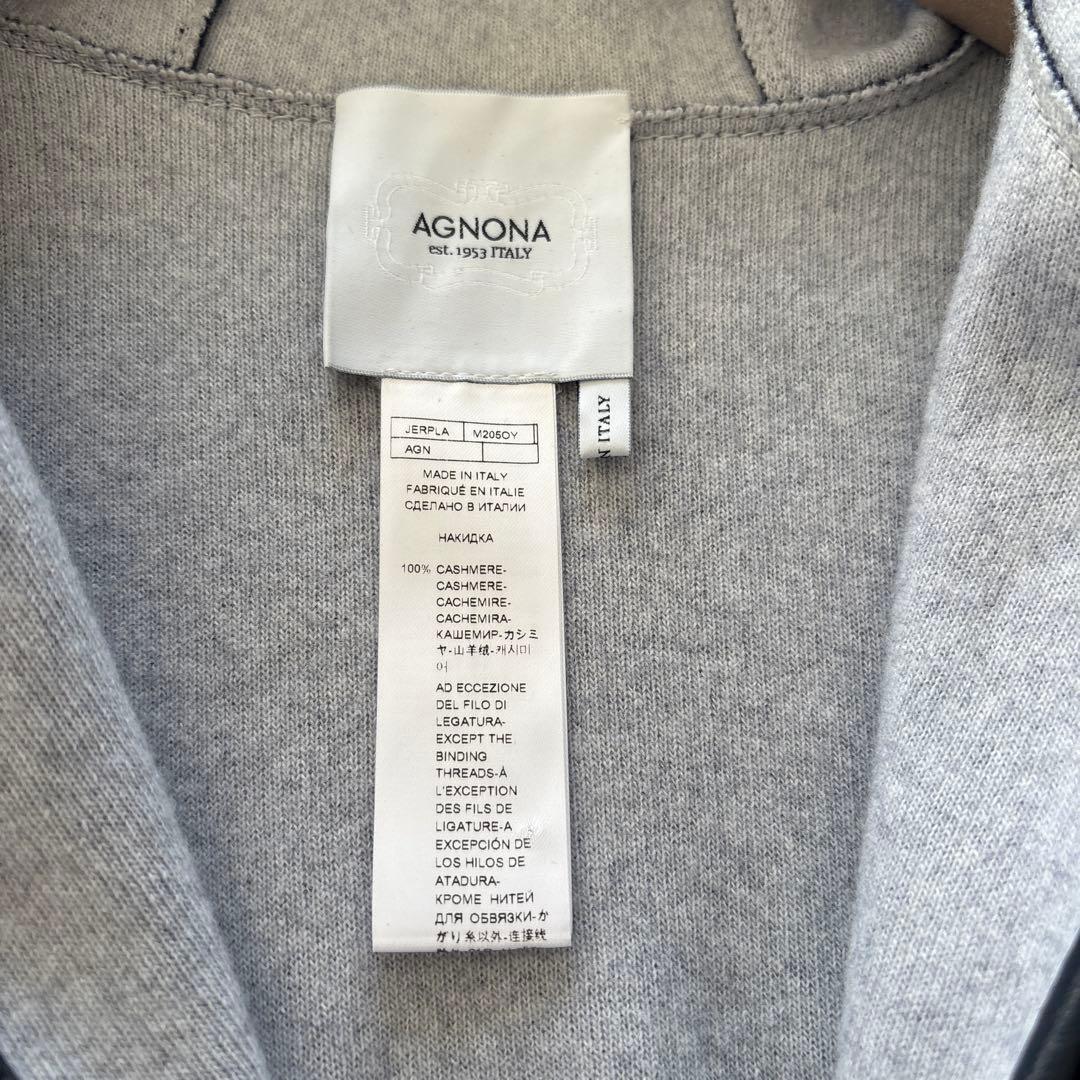 AGNONA
est. 1953 ITALY
N ITALY
JERPLA M205OY
AGN
MADE IN ITALY
FABRIQUÉ EN ITALIE
СДЕЛАНО В ИТАЛИИ
НАКИДКА
100% CASHMERE-
CASHMERE-
CACHEMIRE-
CACHEMIRA-
КАШЕМИР-カシミ
ヤ-山羊绒-캐시미
어
AD ECCEZIONE
DEL FILO DI
LEGATURA-
EXCEPT THE
BINDING
THREADS-À
L'EXCEPTION
DES FILS DE
LIGATURE-A
EXCEPCIÓN DE
LOS HILOS DE
ATADURA-
КРОМЕ НИТЕЙ
ДЛЯ ОБВЯЗКИ-か
がり糸以外-连接线